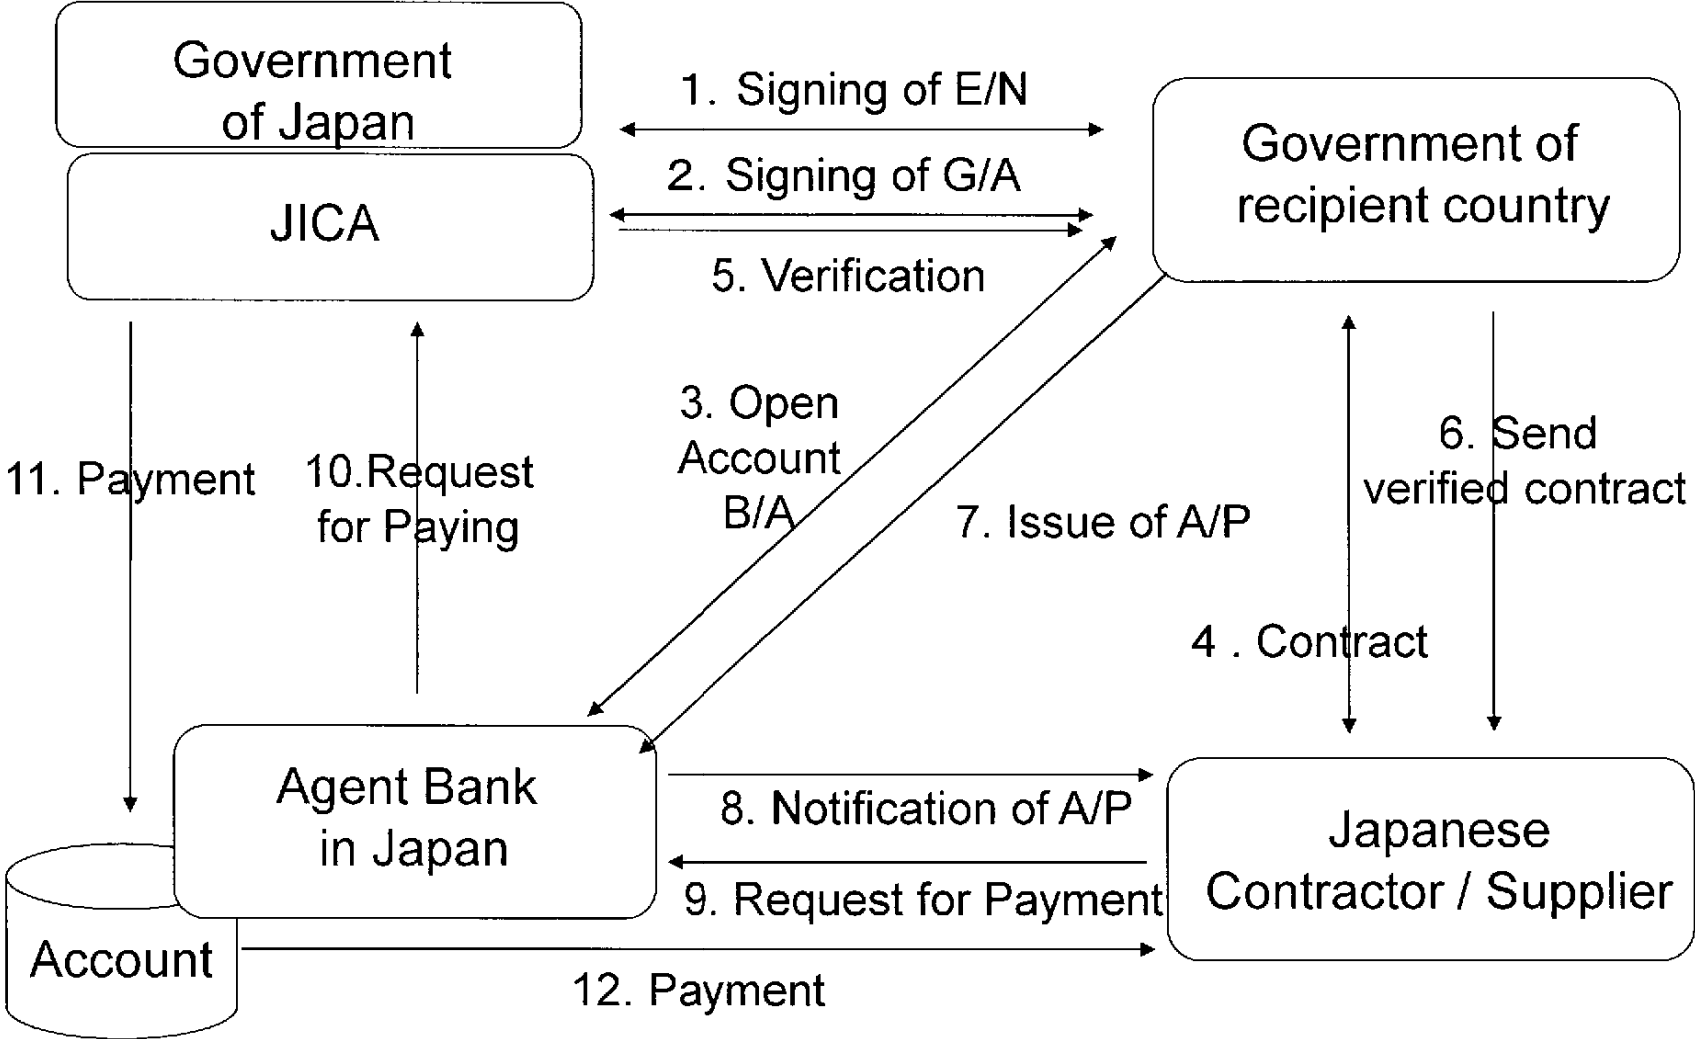 Government
of Japan
JICA
1. Signing of E/N
2. Signing of G/A
5. Verification
Government of
recipient country
3. Open
Account
B/A
7. Issue of A/P
6. Send
verified contract
4 . Contract
11. Payment
10.Request
for Paying
Agent Bank
in Japan
Account
8. Notification of A/P
9. Request for Payment
12. Payment
Japanese
Contractor / Supplier